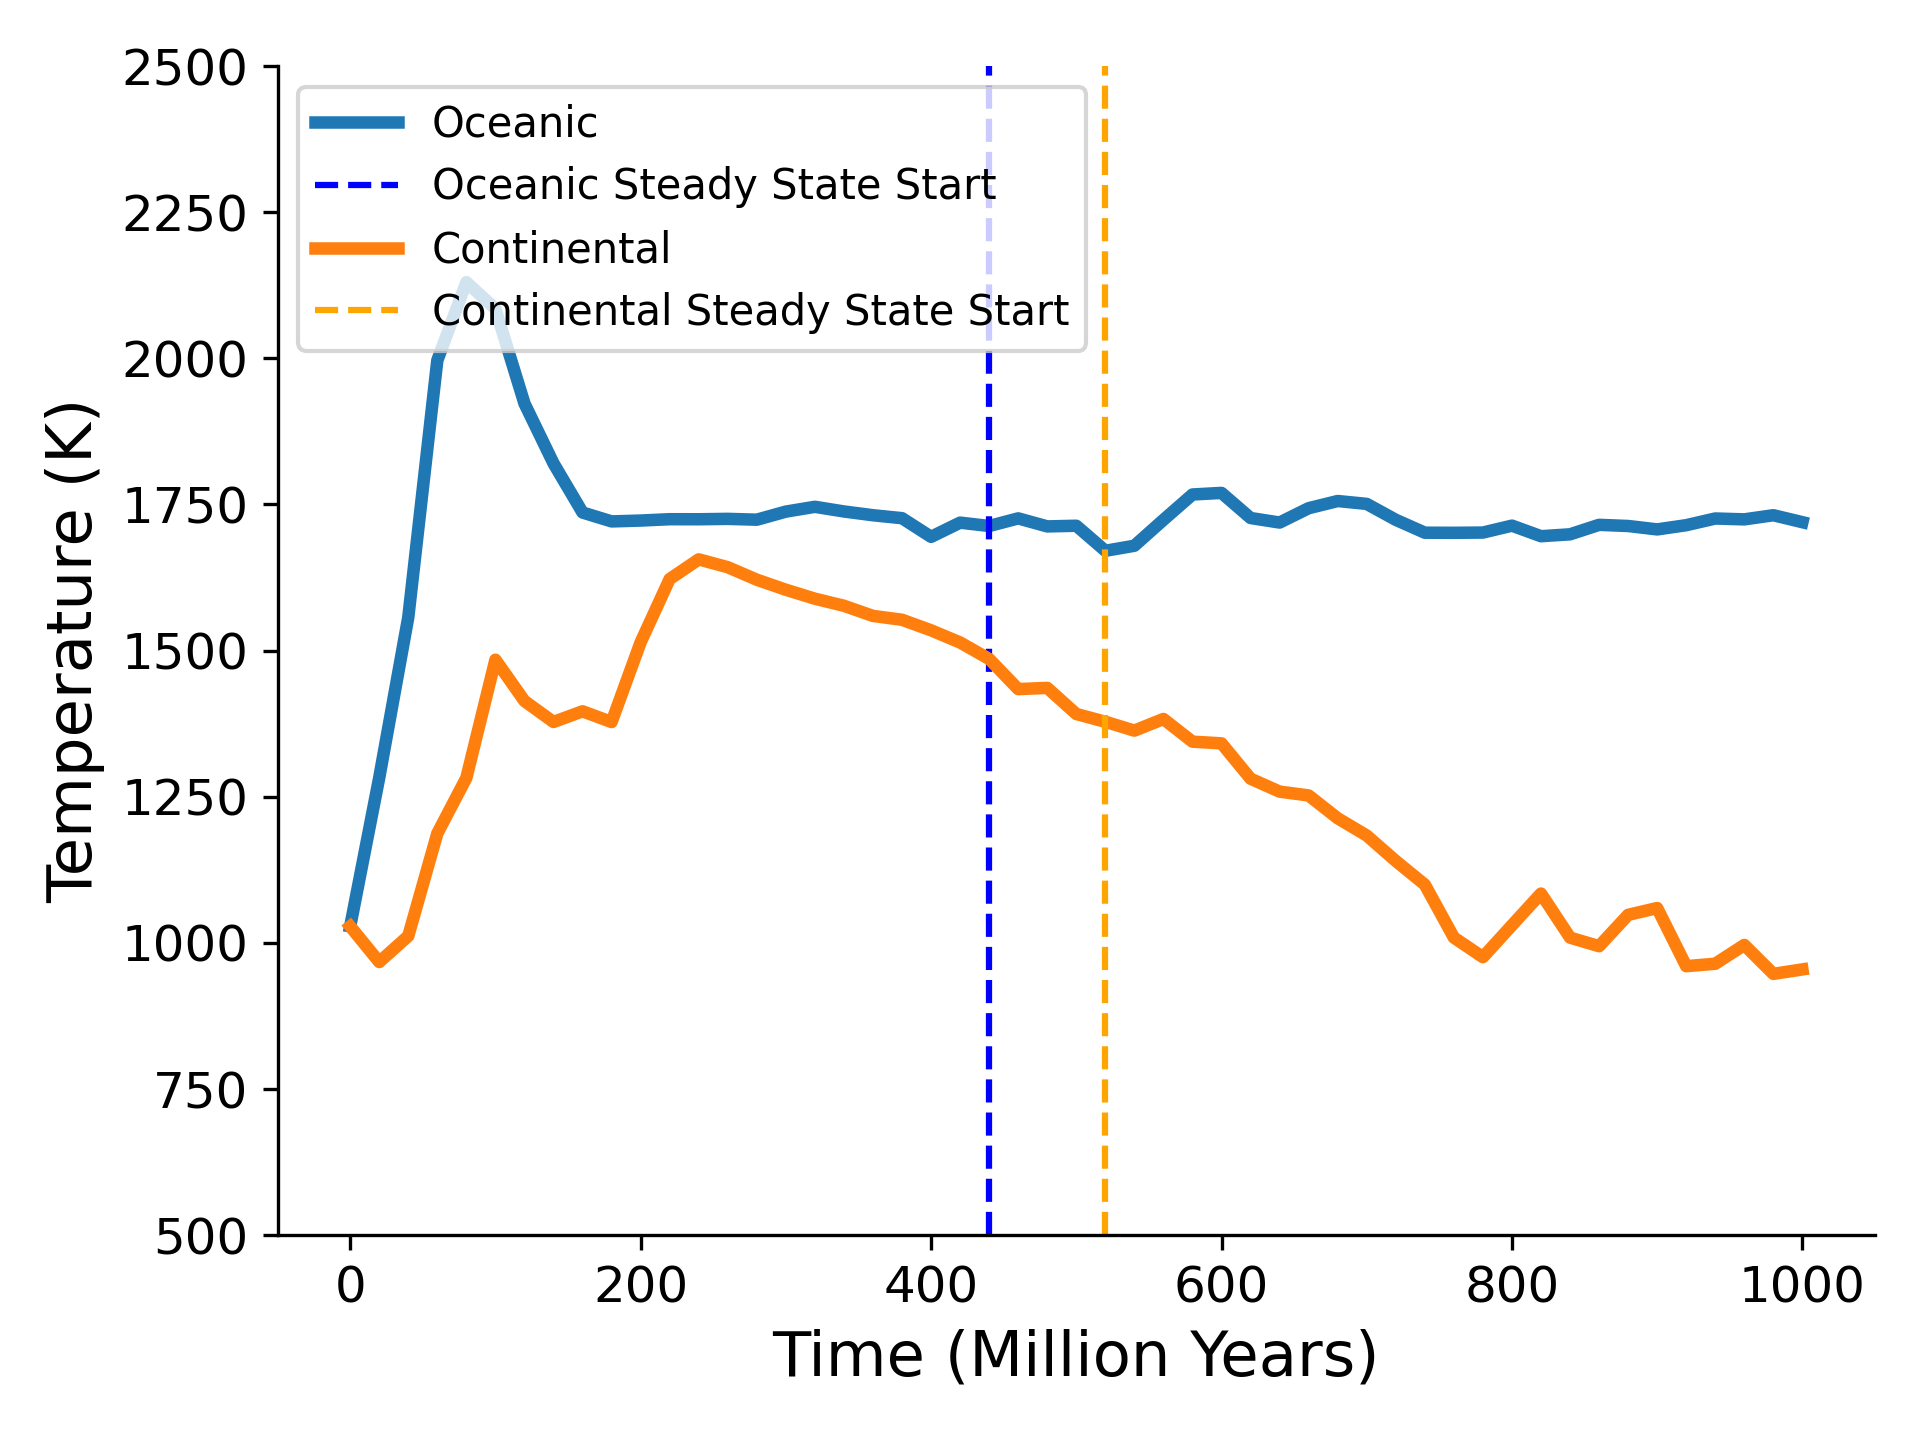 2500
2250
2000
1750
1500
1250
1000
750
500
Temperature (K)
Oceanic
Oceanic Steady State Start
Continental
Continental Steady State Start
0 200 400 600 800 1000
Time (Million Years)